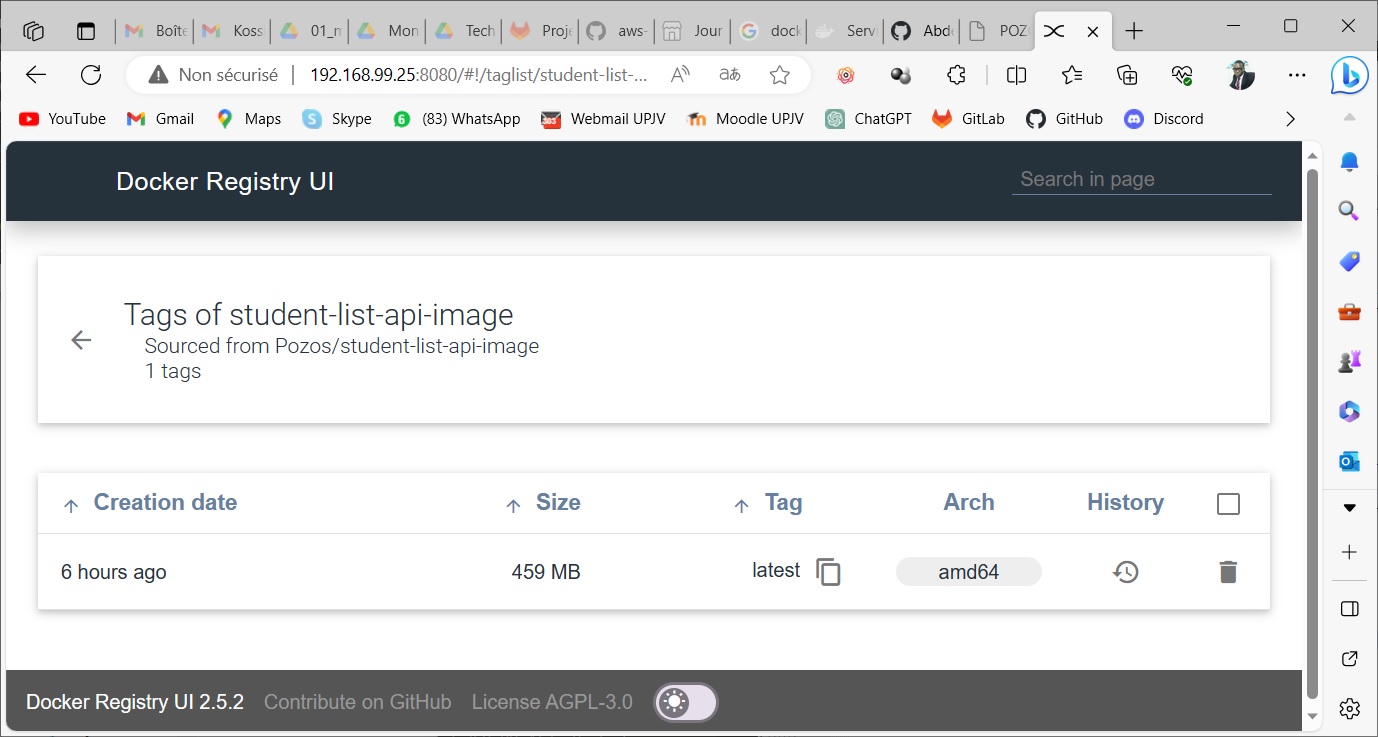 Boîte
Koss
01_r
Mon
Tech
Proje
aws-
Jour
dock
Servi
Abde
POZ
Non sécurisé
192.168.99.25:8080/#!/taglist/student-list-...
YouTube
Gmail
Maps
Skype
(83) WhatsApp
Webmail UPJV
Moodle UPJV
ChatGPT
GitLab
GitHub
Discord
Docker Registry UI
Search in page
Tags of student-list-api-image
Sourced from Pozos/student-list-api-image
1 tags
Creation date
Size
Tag
Arch
History
6 hours ago
459 MB
latest
amd64
Docker Registry UI 2.5.2
Contribute on GitHub
License AGPL-3.0